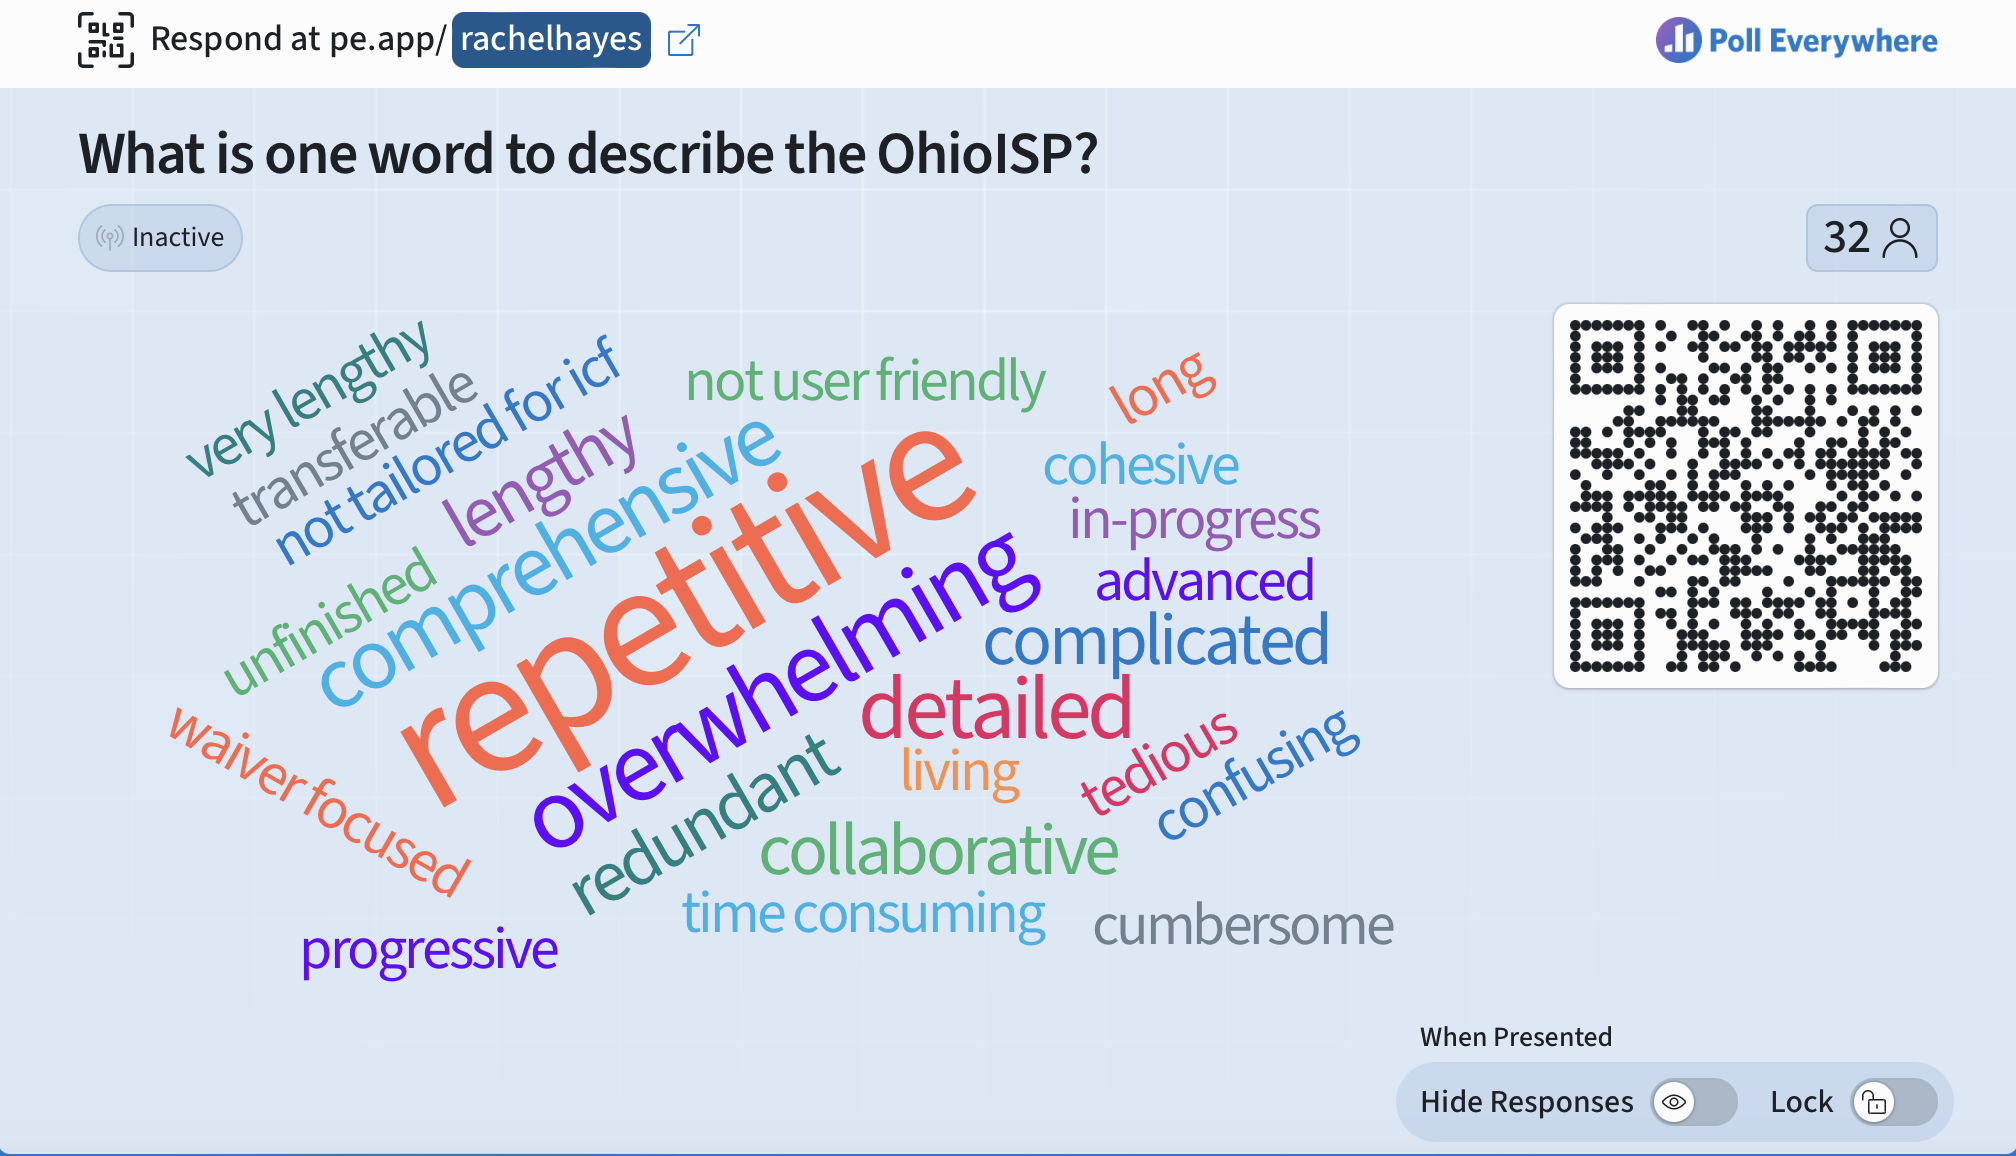 Respond at pe.app/rachelhayes
Poll Everywhere
What is one word to describe the OhioISP?
Inactive
32
very lengthy
transferable
not tailored for icf
not user friendly
long
lengthy
comprehensive
repetitive
cohesive
in-progress
advanced
unfinished
overwhelming
complicated
detailed
waiver focused
living
tedious
confusing
redundant
collaborative
time consuming
cumbersome
progressive
When Presented
Hide Responses
Lock